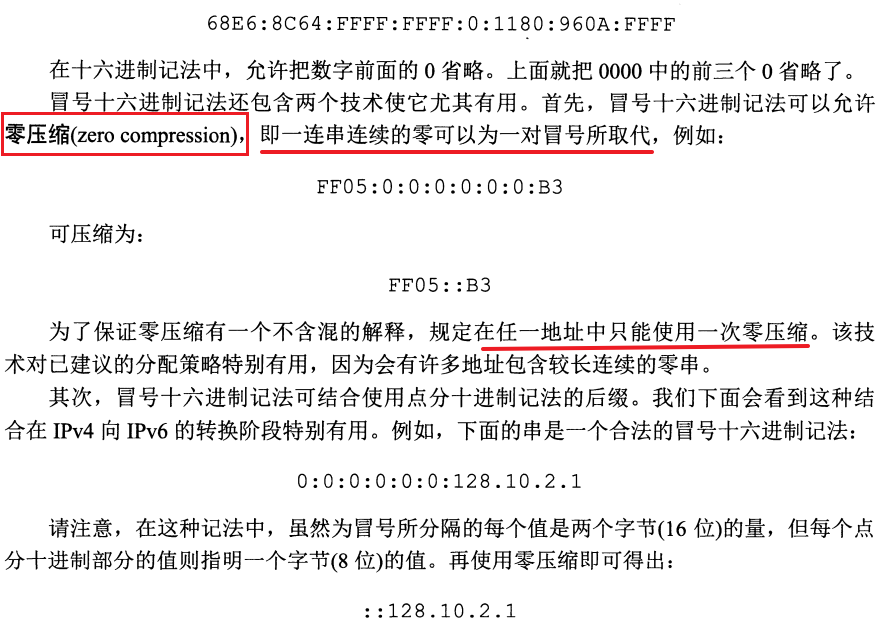 68E6:8C64:FFFF:FFFF:0:1180:960A:FFFF
在十六进制记法中，允许把数字前面的 0 省略。上面就把 0000 中的前三个 0 省略了。
冒号十六进制记法还包含两个技术使它尤其有用。首先，冒号十六进制记法可以允许
零压缩(zero compression)，即一连串连续的零可以为一对冒号所取代，例如：
FF05:0:0:0:0:0:0:B3
可压缩为：
FF05::B3
为了保证零压缩有一个不含混的解释，规定在任一地址中只能使用一次零压缩。该技
术对已建议的分配策略特别有用，因为会有许多地址包含较长连续的零串。
其次，冒号十六进制记法可结合使用点分十进制记法的后缀。我们下面会看到这种结
合在 IPv4 向 IPv6 的转换阶段特别有用。例如，下面的串是一个合法的冒号十六进制记法：
0:0:0:0:0:0:128.10.2.1
请注意，在这种记法中，虽然为冒号所分隔的每个值是两个字节(16 位)的量，但每个点
分十进制部分的值则指明一个字节(8 位)的值。再使用零压缩即可得出：
::128.10.2.1